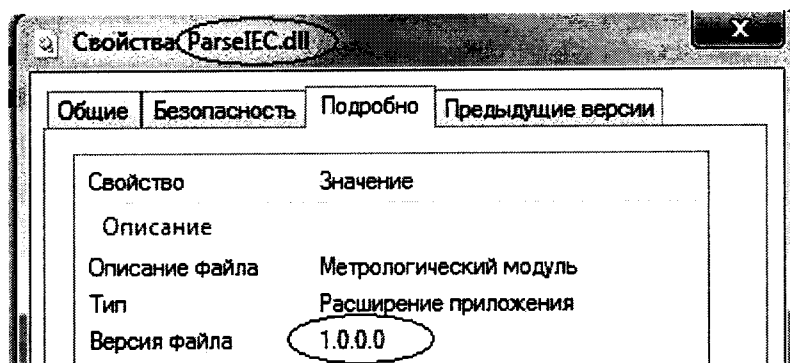 Свойства: ParseIEC.dll
X
Общие Безопасность Подробно Предыдущие версии
Свойство Значение
Описание
Описание файла Метрологический модуль
Тип Расширение приложения
Версия файла 1.0.0.0